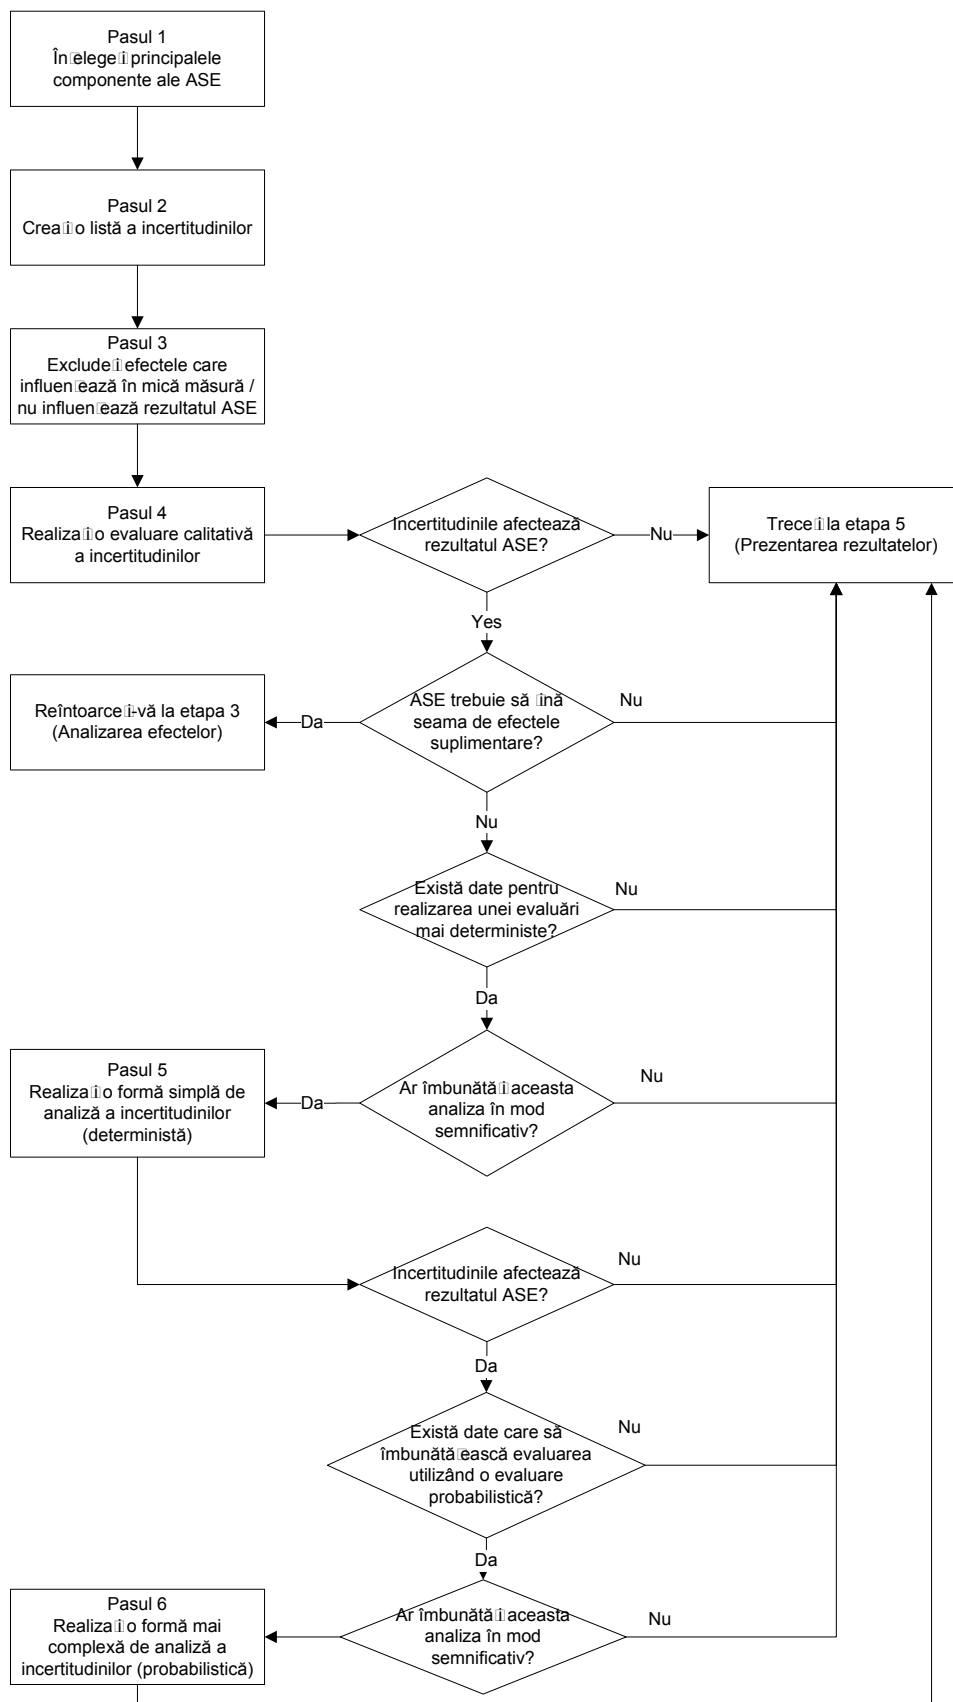 Pasul 1
În□elege□i principalele
componente ale ASE
Pasul 2
Crea□i o listă a incertitudinilor
Pasul 3
Exclude□i efectele care
influen□ează în mică măsură /
nu influen□ează rezultatul ASE
Pasul 4
Realiza□i o evaluare calitativă
a incertitudinilor
Incertitudinile afectează
rezultatul ASE?
Nu
Trece□i la etapa 5
(Prezentarea rezultatelor)
Yes
Reîntoarce□i-vă la etapa 3
(Analizarea efectelor)
Da
ASE trebuie să □ină
seama de efectele
suplimentare?
Nu
Nu
Există date pentru
realizarea unei evaluări
mai deterministe?
Nu
Da
Pasul 5
Realiza□i o formă simplă de
analiză a incertitudinilor
(deterministă)
Da
Ar îmbunătă□i aceasta
analiza în mod
semnificativ?
Nu
Incertitudinile afectează
rezultatul ASE?
Nu
Da
Există date care să
îmbunătă□ească evaluarea
utilizând o evaluare
probabilistică?
Nu
Da
Pasul 6
Realiza□i o formă mai
complexă de analiză a
incertitudinilor (probabilistică)
Ar îmbunătă□i aceasta
analiza în mod
semnificativ?
Nu